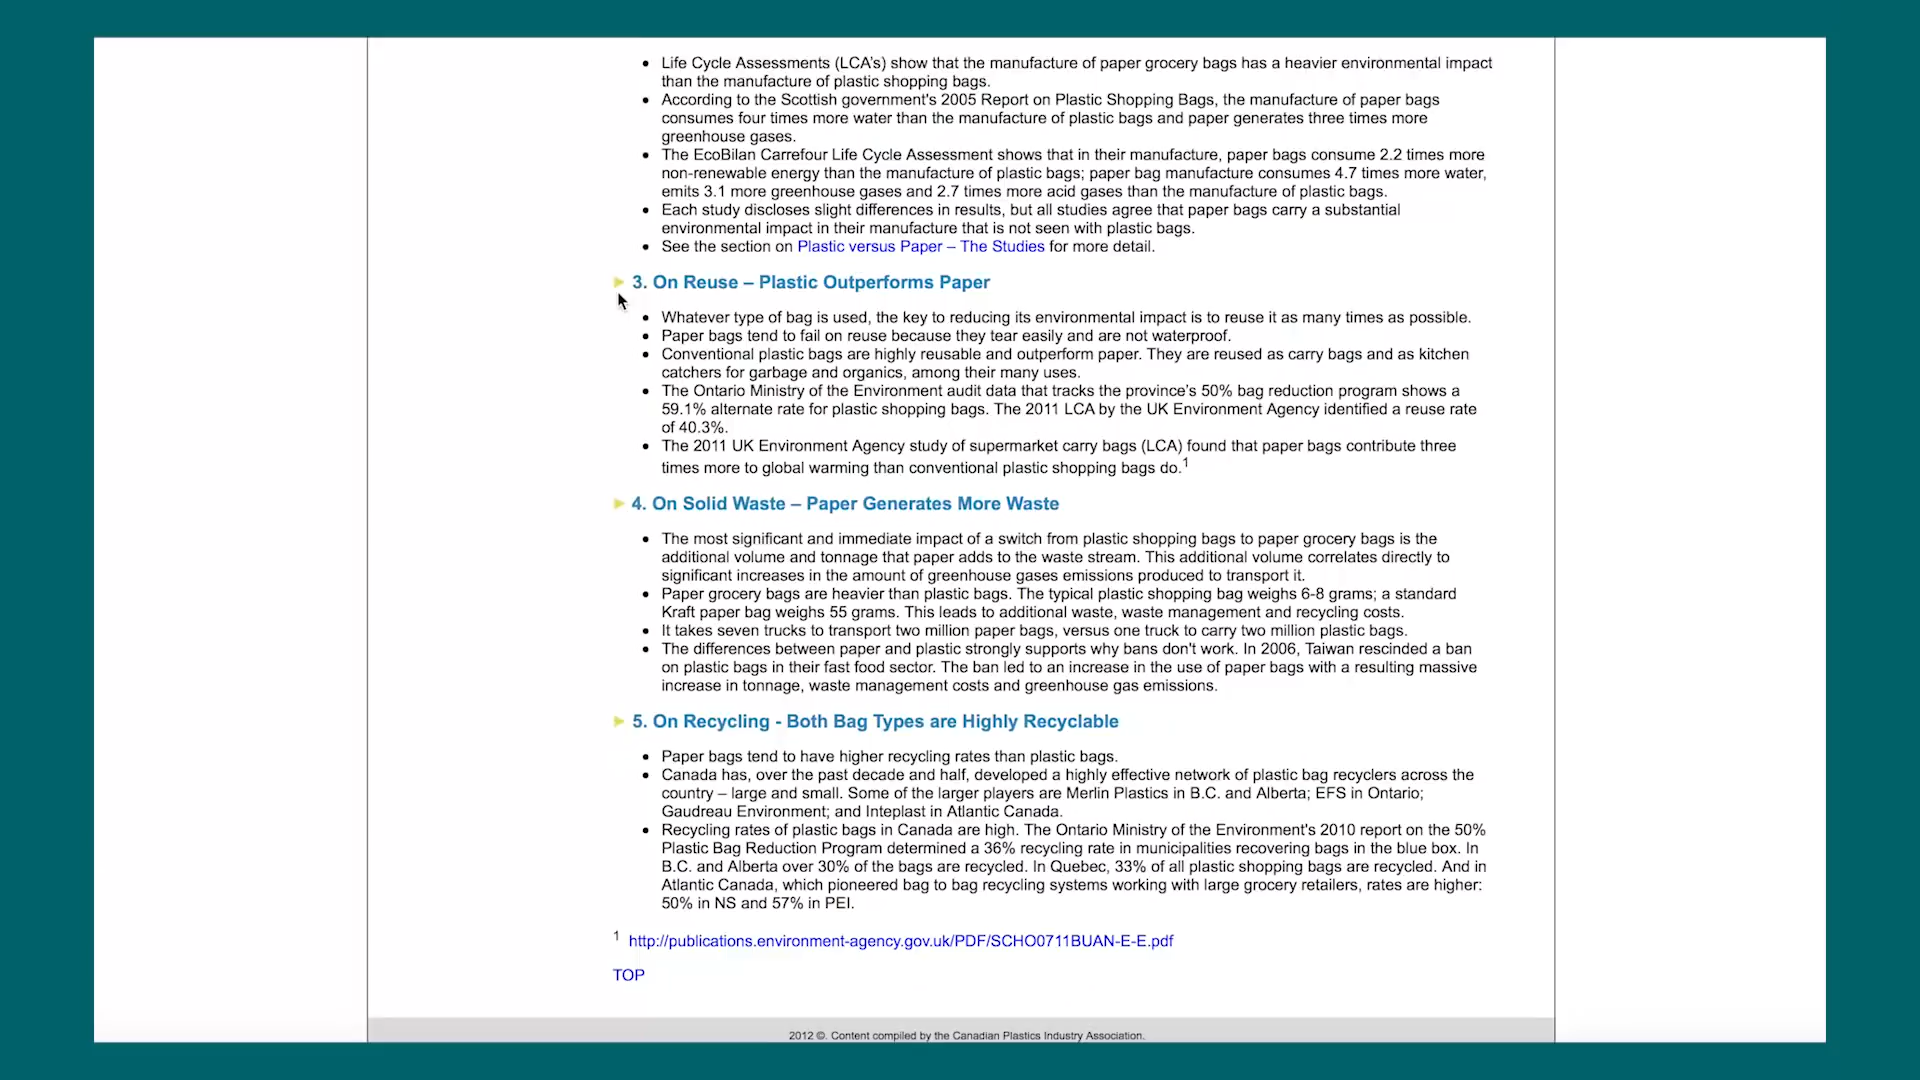 Life Cycle Assessments (LCA's) show that the manufacture of paper grocery bags has a heavier environmental impact
than the manufacture of plastic shopping bags.
According to the Scottish government's 2005 Report on Plastic Shopping Bags, the manufacture of paper bags
consumes four times more water than the manufacture of plastic bags and paper generates three times more
greenhouse gases.
The EcoBilan Carrefour Life Cycle Assessment shows that in their manufacture, paper bags consume 2.2 times more
non-renewable energy than the manufacture of plastic bags; paper bag manufacture consumes 4.7 times more water,
emits 3.1 more greenhouse gases and 2.7 times more acid gases than the manufacture of plastic bags.
Each study discloses slight differences in results, but all studies agree that paper bags carry a substantial
environmental impact in their manufacture that is not seen with plastic bags.
See the section on Plastic versus Paper – The Studies for more detail.
3. On Reuse – Plastic Outperforms Paper
Whatever type of bag is used, the key to reducing its environmental impact is to reuse it as many times as possible.
Paper bags tend to fail on reuse because they tear easily and are not waterproof.
Conventional plastic bags are highly reusable and outperform paper. They are reused as carry bags and as kitchen
catchers for garbage and organics, among their many uses.
The Ontario Ministry of the Environment audit data that tracks the province's 50% bag reduction program shows a
59.1% alternate rate for plastic shopping bags. The 2011 LCA by the UK Environment Agency identified a reuse rate
of 40.3%.
The 2011 UK Environment Agency study of supermarket carry bags (LCA) found that paper bags contribute three
times more to global warming than conventional plastic shopping bags do.1
4. On Solid Waste – Paper Generates More Waste
The most significant and immediate impact of a switch from plastic shopping bags to paper grocery bags is the
additional volume and tonnage that paper adds to the waste stream. This additional volume correlates directly to
significant increases in the amount of greenhouse gases emissions produced to transport it.
Paper grocery bags are heavier than plastic bags. The typical plastic shopping bag weighs 6-8 grams; a standard
Kraft paper bag weighs 55 grams. This leads to additional waste, waste management and recycling costs.
It takes seven trucks to transport two million paper bags, versus one truck to carry two million plastic bags.
The differences between paper and plastic strongly supports why bans don't work. In 2006, Taiwan rescinded a ban
on plastic bags in their fast food sector. The ban led to an increase in the use of paper bags with a resulting massive
increase in tonnage, waste management costs and greenhouse gas emissions.
5. On Recycling - Both Bag Types are Highly Recyclable
Paper bags tend to have higher recycling rates than plastic bags.
Canada has, over the past decade and half, developed a highly effective network of plastic bag recyclers across the
country – large and small. Some of the larger players are Merlin Plastics in B.C. and Alberta; EFS in Ontario;
Gaudreau Environment; and Inteplast in Atlantic Canada.
Recycling rates of plastic bags in Canada are high. The Ontario Ministry of the Environment's 2010 report on the 50%
Plastic Bag Reduction Program determined a 36% recycling rate in municipalities recovering bags in the blue box. In
B.C. and Alberta over 30% of the bags are recycled. In Quebec, 33% of all plastic shopping bags are recycled. And in
Atlantic Canada, which pioneered bag to bag recycling systems working with large grocery retailers, rates are higher:
50% in NS and 57% in PEI.
1 http://publications.environment-agency.gov.uk/PDF/SCHO0711BUAN-E-E.pdf
TOP
2012 ©. Content compiled by the Canadian Plastics Industry Association.